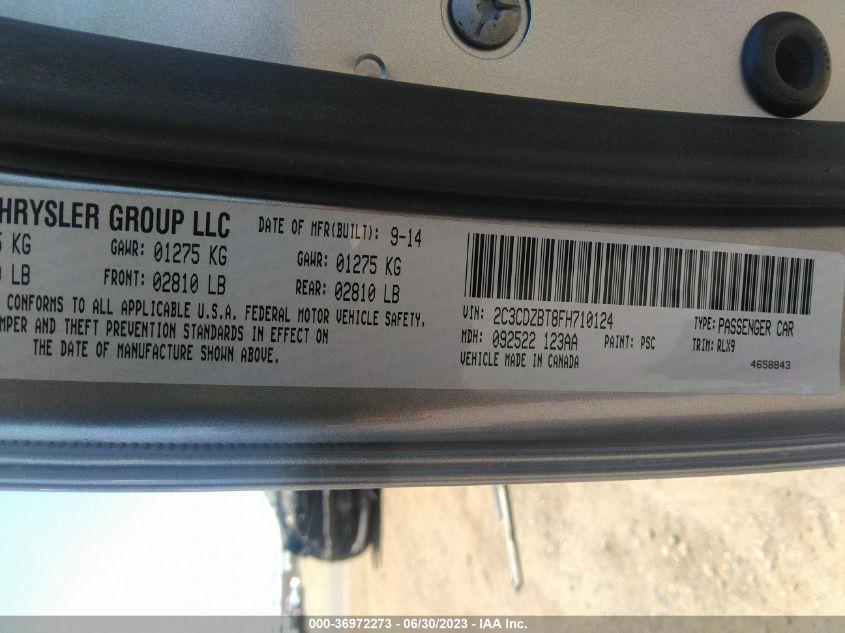 HRYSLER GROUP LLC
DATE OF MFR(BUILT): 9-14
KG GAWR: 01275 KG GAWR: 01275 KG
LB FRONT: 02810 LB REAR: 02810 LB
CONFORMS TO ALL APPLICABLE U.S.A. FEDERAL MOTOR VEHICLE SAFETY,
MPER AND THEFT PREVENTION STANDARDS IN EFFECT ON
THE DATE OF MANUFACTURE SHOWN ABOVE.
VIN: 2C3CDZBT8FH710124 TYPE: PASSENGER CAR
MDH: 092522 123AA PAINT: PSC TRIM: RLX9
VEHICLE MADE IN CANADA 4658843
000-36972273 - 06/30/2023 - IAA Inc.